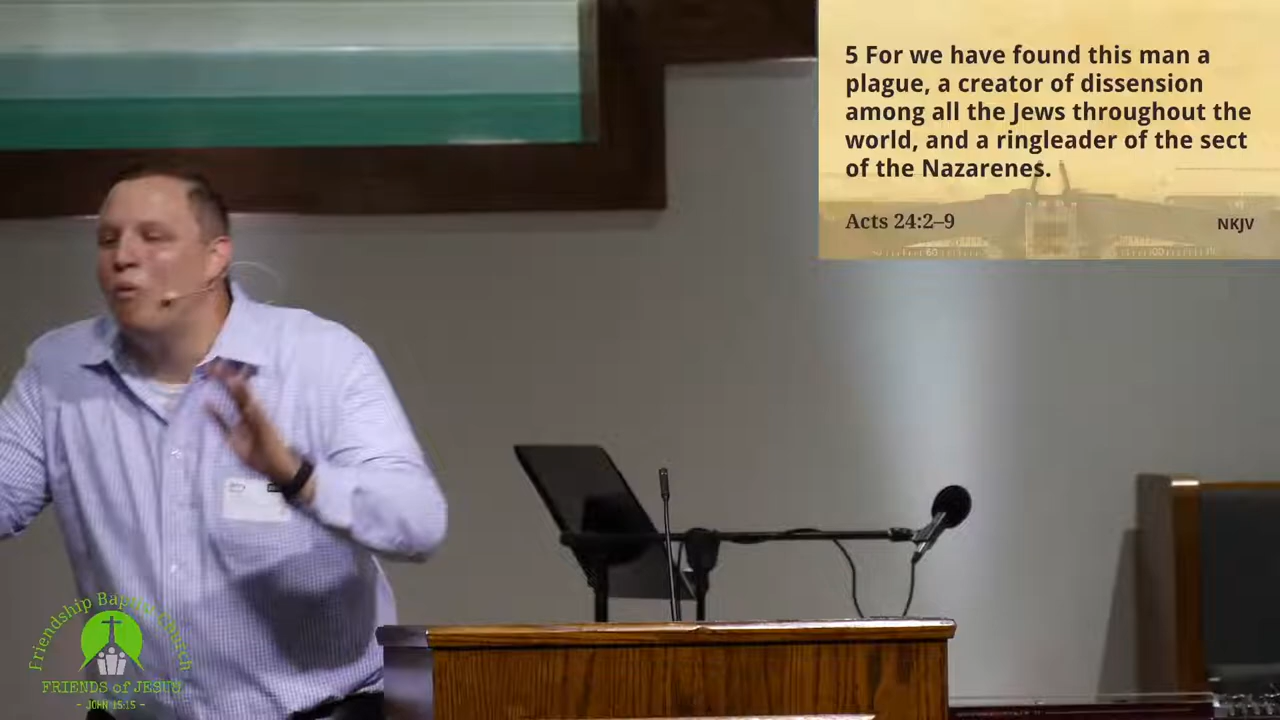 5 For we have found this man a
plague, a creator of dissension
among all the Jews throughout the
world, and a ringleader of the sect
of the Nazarenes.
Acts 24:2–9
NKJV
60
100
Friendship Baptist Church
FRIENDS of JESUS
~ JOHN 15:15 ~